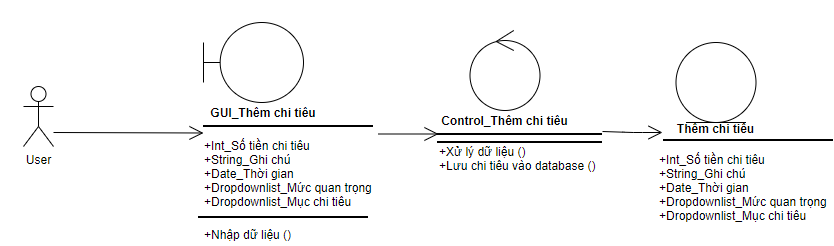 User
GUI_Thêm chi tiêu
+Int_Số tiền chi tiêu
+String_Ghi chú
+Date_Thời gian
+Dropdownlist_Mức quan trọng
+Dropdownlist_Mục chi tiêu
+Nhập dữ liệu ()
Control_Thêm chi tiêu
+Xử lý dữ liệu ()
+Lưu chi tiêu vào database ()
Thêm chi tiêu
+Int_Số tiền chi tiêu
+String_Ghi chú
+Date_Thời gian
+Dropdownlist_Mức quan trọng
+Dropdownlist_Mục chi tiêu